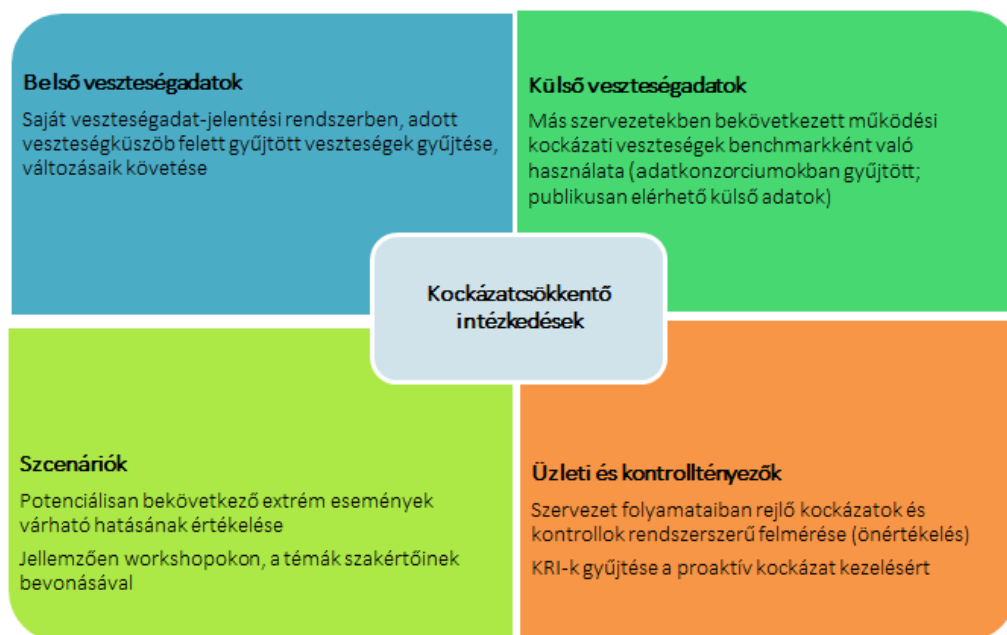 Belső veszteségadatok
Saját veszteségadat-jelentési rendszerben, adott
veszteségküszöb felett gyűjtött veszteségek gyűjtése,
változásaik követése
Külső veszteségadatok
Más szervezetekben bekövetkezett működési
kockázati veszteségek benchmarkként való
használata (adatkonzorciumokban gyűjtött;
publikusan elérhető külső adatok)
Kockázatcsökkentő
intézkedések
Szcenáriók
Potenciálisan bekövetkező extrém események
várható hatásának értékelése
Jellemzően workshopokon, a témák szakértőinek
bevonásával
Üzleti és kontrolltényezők
Szervezet folyamataiban rejlő kockázatok és
kontrollok rendszerszerű felmérése (önértékelés)
KRI-k gyűjtése a proaktív kockázat kezelésért